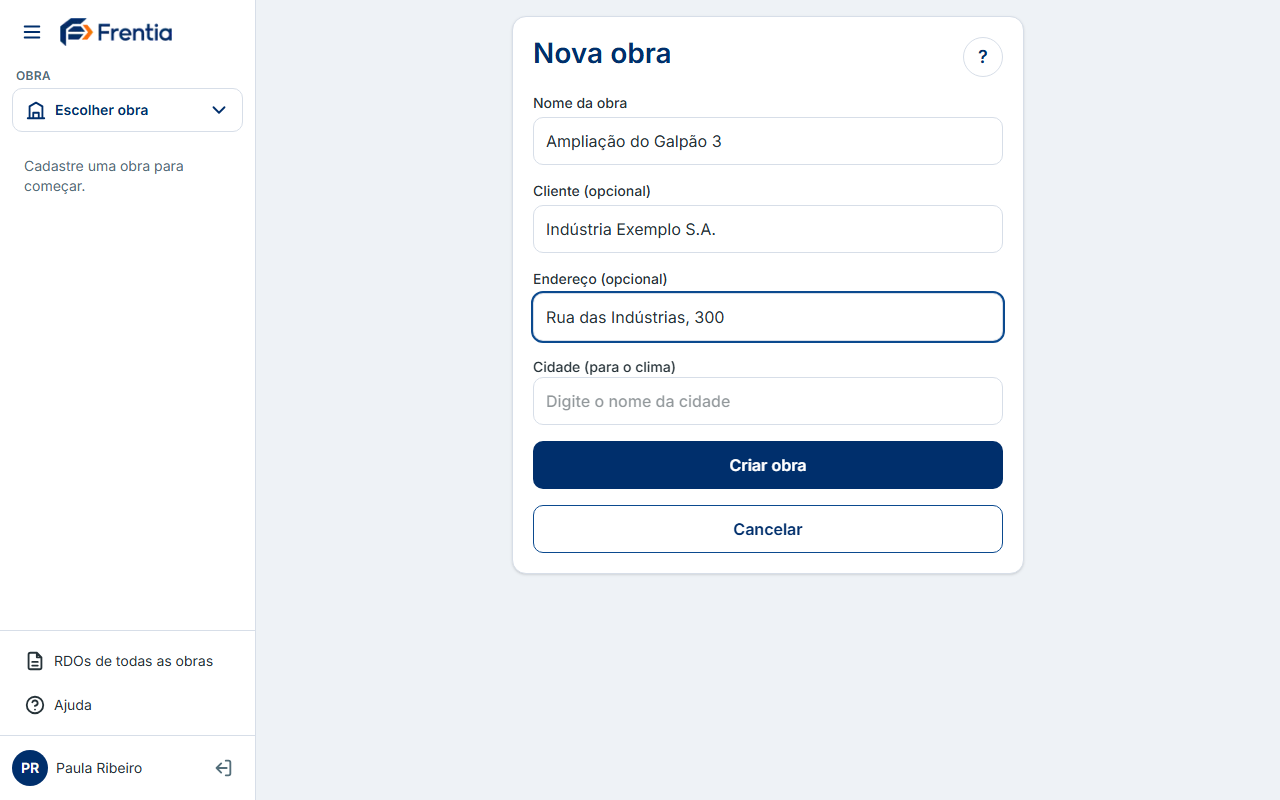 Frentia
OBRA
Escolher obra
Cadastre uma obra para
começar.
RDOs de todas as obras
Ajuda
PR
Paula Ribeiro
Nova obra
?
Nome da obra
Ampliação do Galpão 3
Cliente (opcional)
Indústria Exemplo S.A.
Endereço (opcional)
Rua das Indústrias, 300
Cidade (para o clima)
Digite o nome da cidade
Criar obra
Cancelar